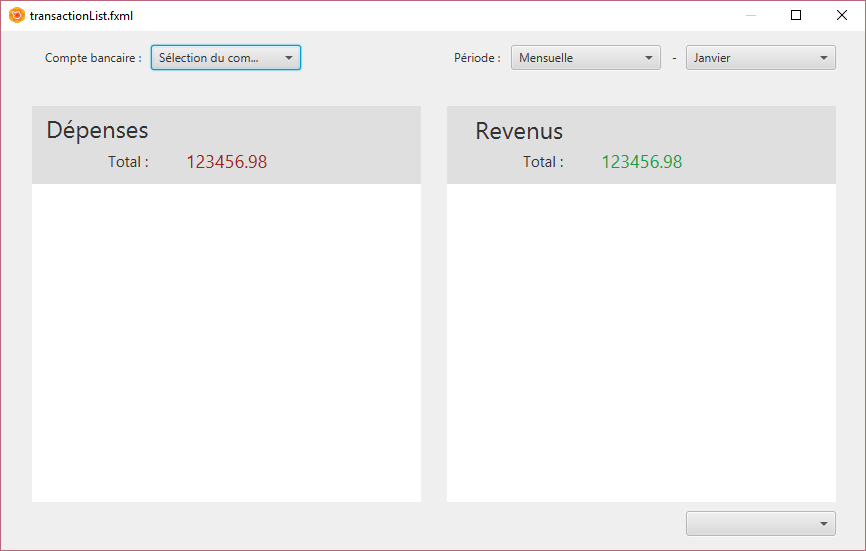 transactionList.fxml
Compte bancaire : Sélection du com... Période : Mensuelle - Janvier
Dépenses
Total : 123456.98
Revenus
Total : 123456.98